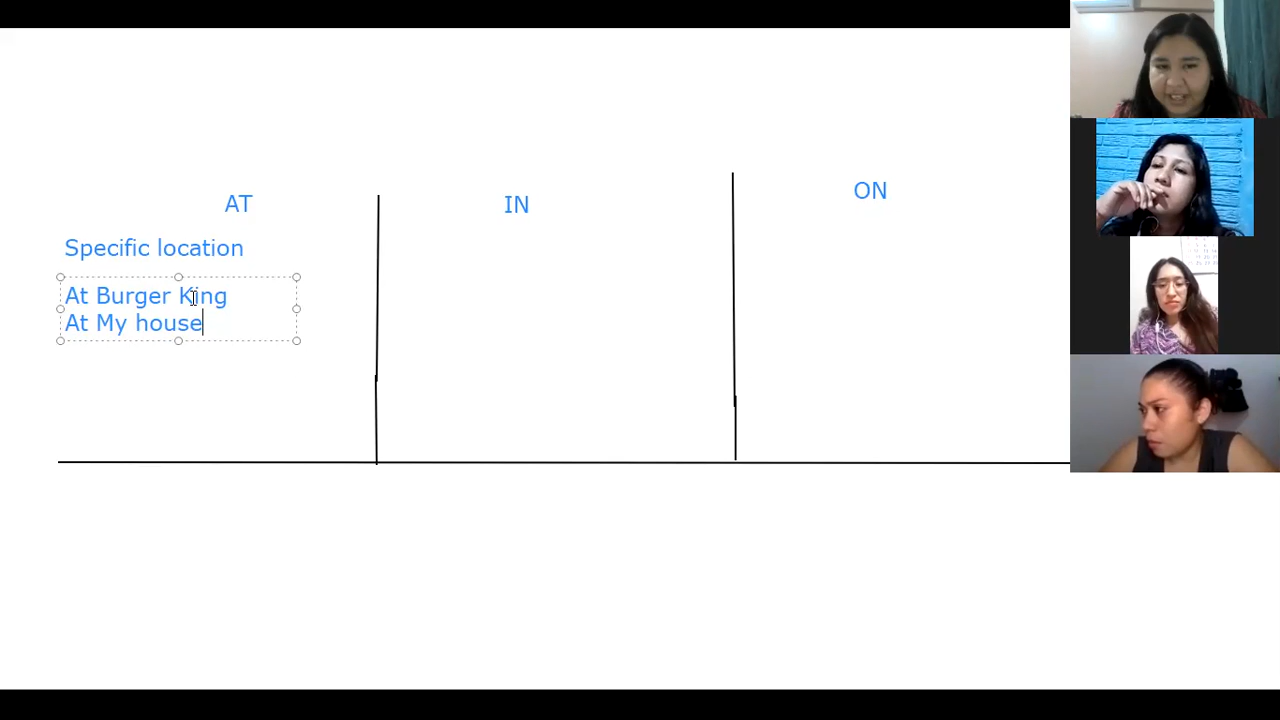 AT
IN
ON
Specific location
At Burger King
At My house